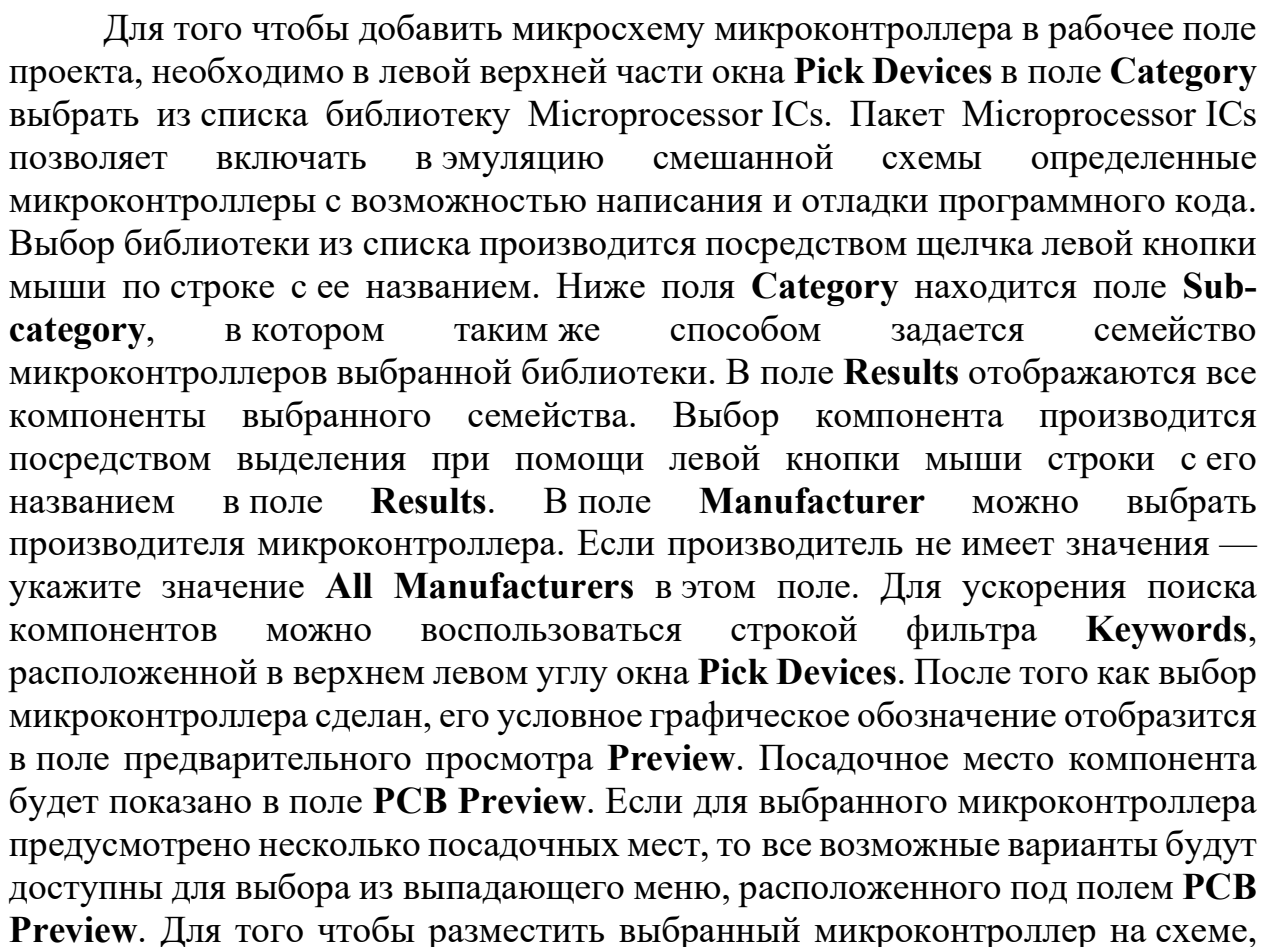 Для того чтобы добавить микросхему микроконтроллера в рабочее поле
проекта, необходимо в левой верхней части окна Pick Devices в поле Category
выбрать из списка библиотеку Microprocessor ICs. Пакет Microprocessor ICs
позволяет включать в эмуляцию смешанной схемы определенные
микроконтроллеры с возможностью написания и отладки программного кода.
Выбор библиотеки из списка производится посредством щелчка левой кнопки
мыши по строке с ее названием. Ниже поля Category находится поле Sub-
category, в котором таким же способом задается семейство
микроконтроллеров выбранной библиотеки. В поле Results отображаются все
компоненты выбранного семейства. Выбор компонента производится
посредством выделения при помощи левой кнопки мыши строки с его
названием в поле Results. В поле Manufacturer можно выбрать
производителя микроконтроллера. Если производитель не имеет значения —
укажите значение All Manufacturers в этом поле. Для ускорения поиска
компонентов можно воспользоваться строкой фильтра Keywords,
расположенной в верхнем левом углу окна Pick Devices. После того как выбор
микроконтроллера сделан, его условное графическое обозначение отобразится
в поле предварительного просмотра Preview. Посадочное место компонента
будет показано в поле PCB Preview. Если для выбранного микроконтроллера
предусмотрено несколько посадочных мест, то все возможные варианты будут
доступны для выбора из выпадающего меню, расположенного под полем PCB
Preview. Для того чтобы разместить выбранный микроконтроллер на схеме,